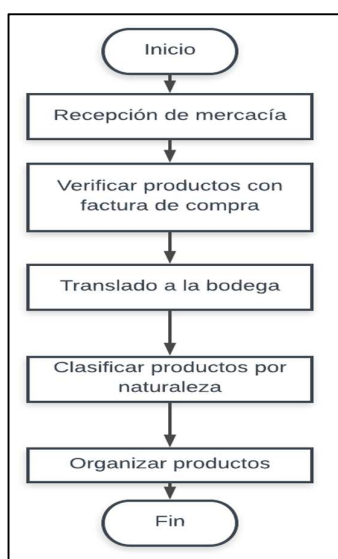 Inicio
Recepción de mercacía
Verificar productos con
factura de compra
Translado a la bodega
Clasificar productos por
naturaleza
Organizar productos
Fin